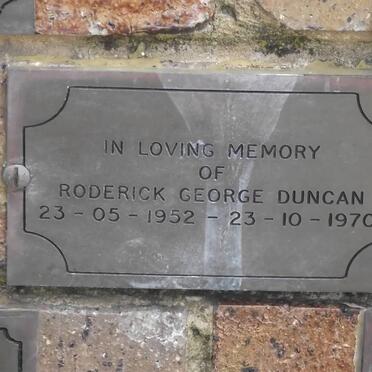 IN LOVING MEMORY
OF
RODERICK GEORGE DUNCAN
23-05-1952 - 23-10-1970